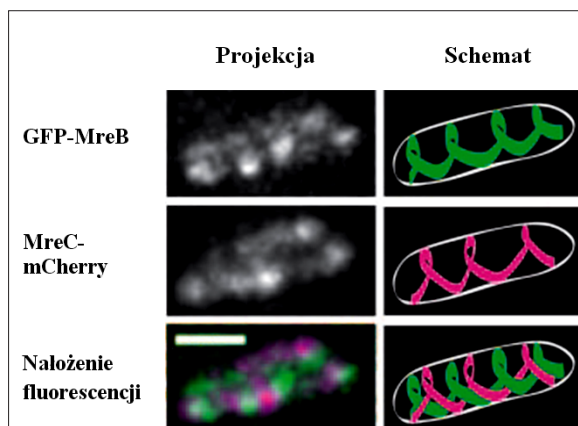 Projekcja
Schemat
GFP-MreB
MreC-
mCherry
Nałożenie
fluorescencji